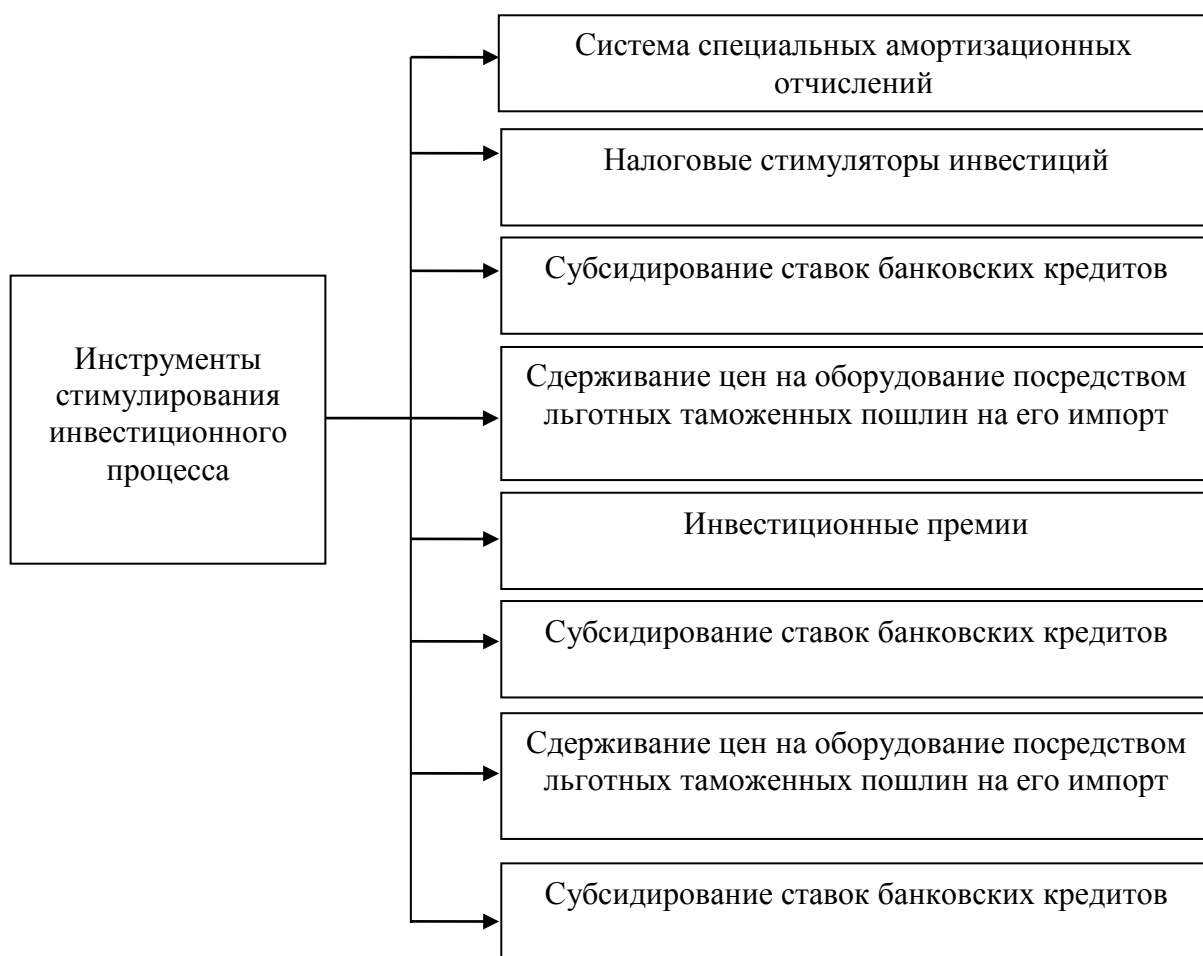 Система специальных амортизационных
отчислений
Налоговые стимуляторы инвестиций
Субсидирование ставок банковских кредитов
Инструменты
стимулирования
инвестиционного
процесса
Сдерживание цен на оборудование посредством
льготных таможенных пошлин на его импорт
Инвестиционные премии
Субсидирование ставок банковских кредитов
Сдерживание цен на оборудование посредством
льготных таможенных пошлин на его импорт
Субсидирование ставок банковских кредитов